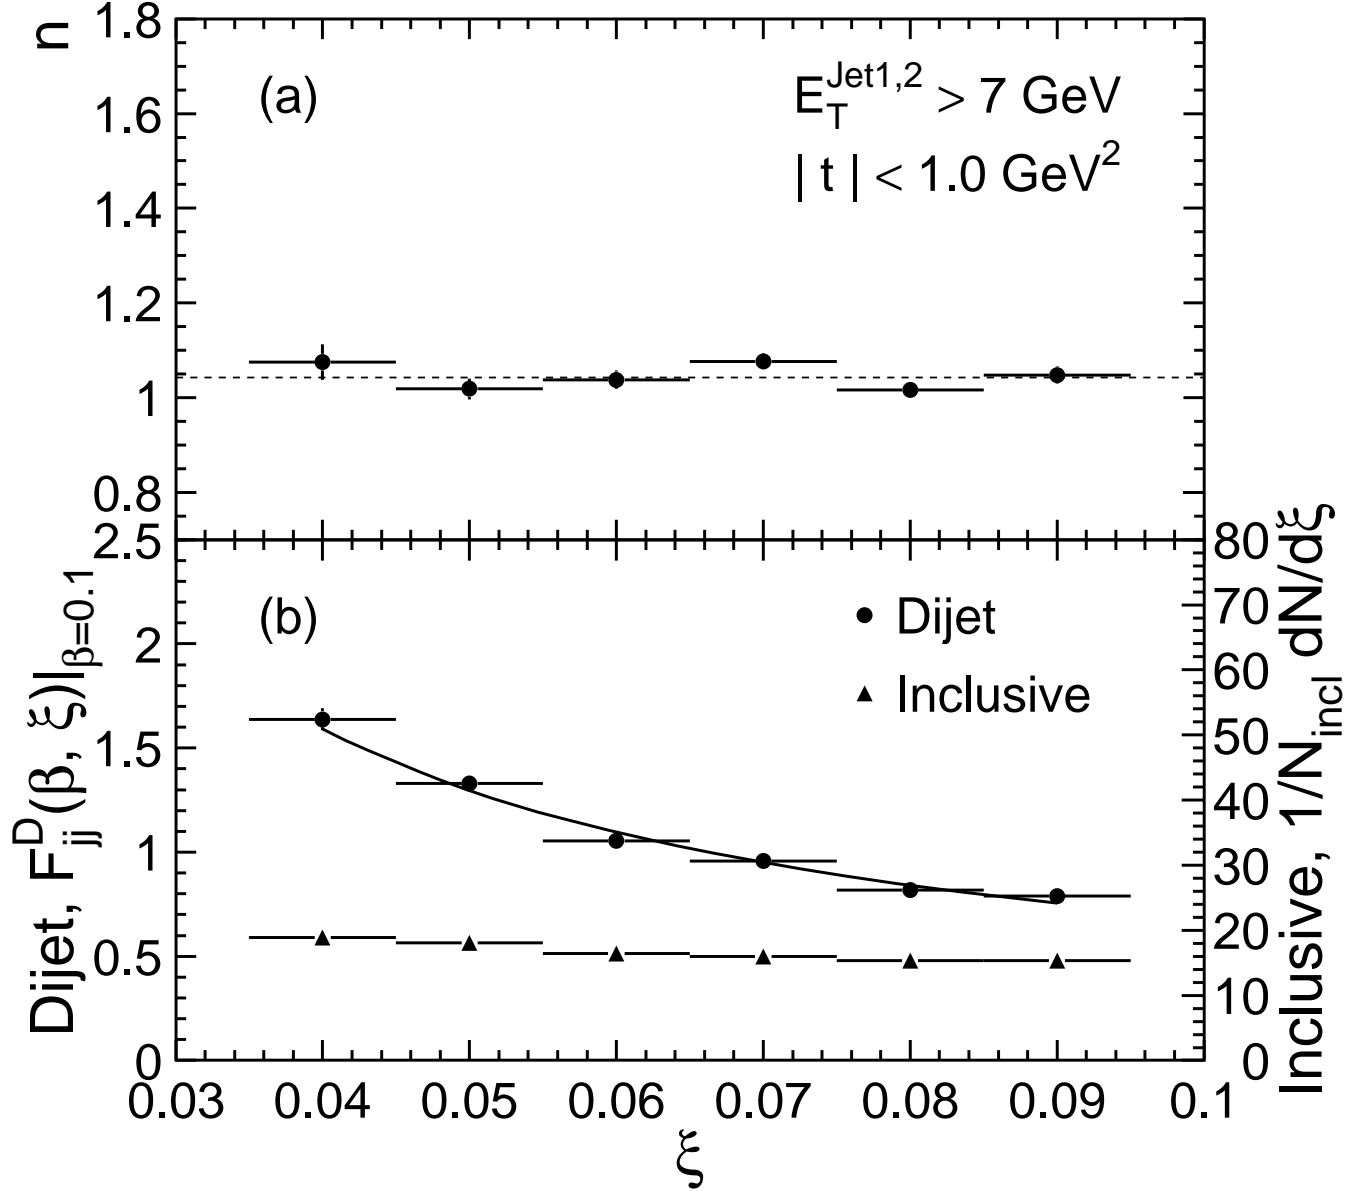 n
1.8
1.6
1.4
1.2
1
0.8
(a)
E_T^Jet1,2 > 7 GeV
| t | < 1.0 GeV²
Dijet, F_jj^D(β, ξ)|β=0.1
2.5
2
1.5
1
0.5
0
(b)
Dijet
Inclusive
80
70
60
50
40
30
20
10
0
Inclusive, 1/N_incl dN/dξ
0.03 0.04 0.05 0.06 0.07 0.08 0.09 0.1
ξ